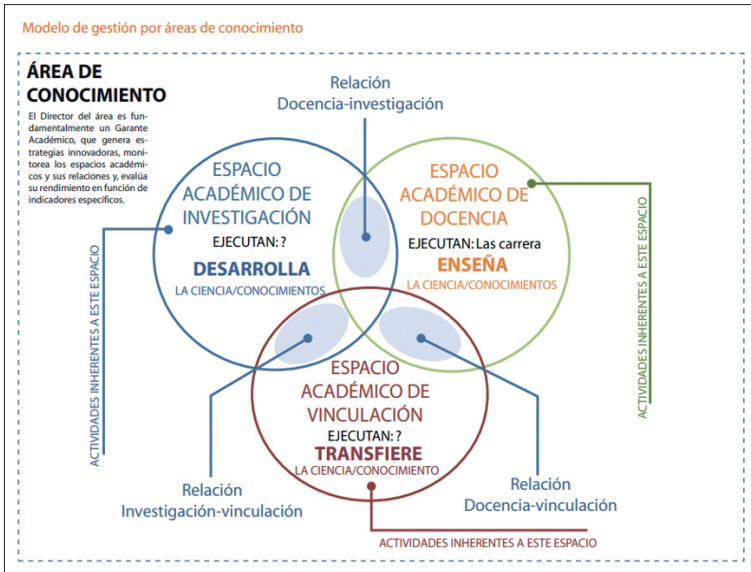 Modelo de gestión por áreas de conocimiento
ÁREA DE
CONOCIMIENTO
El Director del área es fun-
damentalmente un Garante
Académico, que genera es-
trategias innovadoras, moni-
torea los espacios académi-
cos y sus relaciones y, evalúa
su rendimiento en función de
indicadores específicos.
Relación
Docencia-investigación
ESPACIO
ACADÉMICO DE
INVESTIGACIÓN
EJECUTAN: ?
DESARROLLA
LA CIENCIA/CONOCIMIENTOS
ESPACIO
ACADÉMICO DE
DOCENCIA
EJECUTAN: Las carrera
ENSEÑA
LA CIENCIA/CONOCIMIENTOS
ACTIVIDADES INHERENTES A ESTE ESPACIO
ACTIVIDADES INHERENTES A ESTE ESPACIO
ESPACIO
ACADÉMICO DE
VINCULACIÓN
EJECUTAN: ?
TRANSFIERE
LA CIENCIA/CONOCIMIENTO
Relación
Investigación-vinculación
Relación
Docencia-vinculación
ACTIVIDADES INHERENTES A ESTE ESPACIO